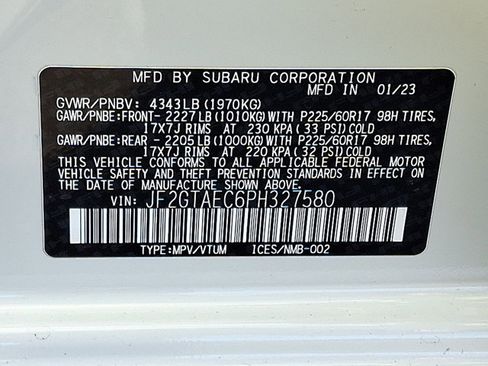 MFD BY SUBARU CORPORATION
MFD IN 01/23
GVWR/PNBV: 4343LB (1970KG)
GAWR/PNBE:FRONT- 2227LB (1010KG)WITH P225/60R17 98H TIRES,
17X7J RIMS AT 230 KPA ( 33 PSI)COLD
GAWR/PNBE:REAR - 2205LB (1000KG)WITH P225/60R17 98H TIRES,
17X7J RIMS AT 220 KPA ( 32 PSI)COLD
THIS VEHICLE CONFORMS TO ALL APPLICABLE FEDERAL MOTOR
VEHICLE SAFETY, BUMPER, AND THEFT PREVENTION STANDARDS IN EFFECT
ON THE DATE OF MANUFACTURE SHOWN ABOVE.
VIN: JF2GTAEC6PH327580
TYPE:MPV/VTUM ICES/NMB-002